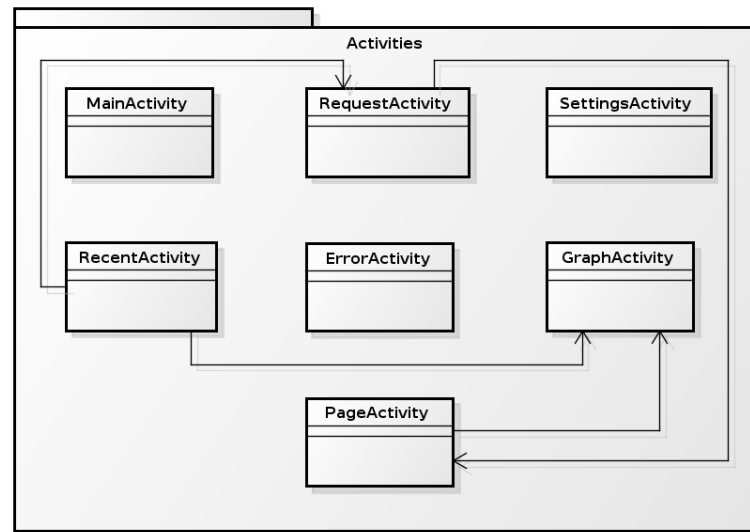 Activities
MainActivity
RequestActivity
SettingsActivity
RecentActivity
ErrorActivity
GraphActivity
PageActivity